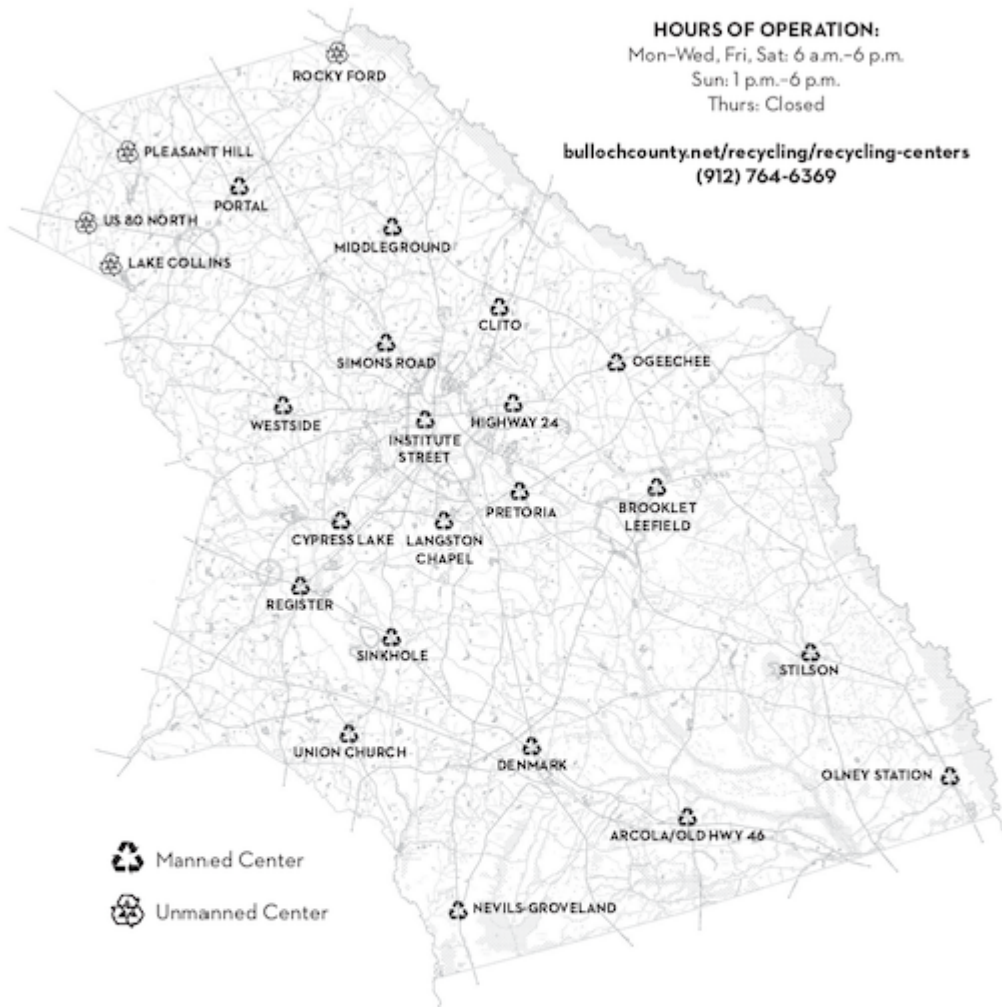 HOURS OF OPERATION:
Mon–Wed, Fri, Sat: 6 a.m.–6 p.m.
Sun: 1 p.m.–6 p.m.
Thurs: Closed
bullochcounty.net/recycling/recycling-centers
(912) 764-6369
ROCKY FORD
PLEASANT HILL
PORTAL
US 80 NORTH
MIDDLEGROUND
LAKE COLLINS
CLITO
SIMONS ROAD
OGEECHEE
WESTSIDE
INSTITUTE
STREET
HIGHWAY 24
PRETORIA
BROOKLET
LEEFIELD
CYPRESS LAKE
LANGSTON
CHAPEL
REGISTER
SINKHOLE
STILSON
UNION CHURCH
DENMARK
OLNEY STATION
ARCOLA/OLD HWY 46
Manned Center
Unmanned Center
NEVILS-GROVELAND